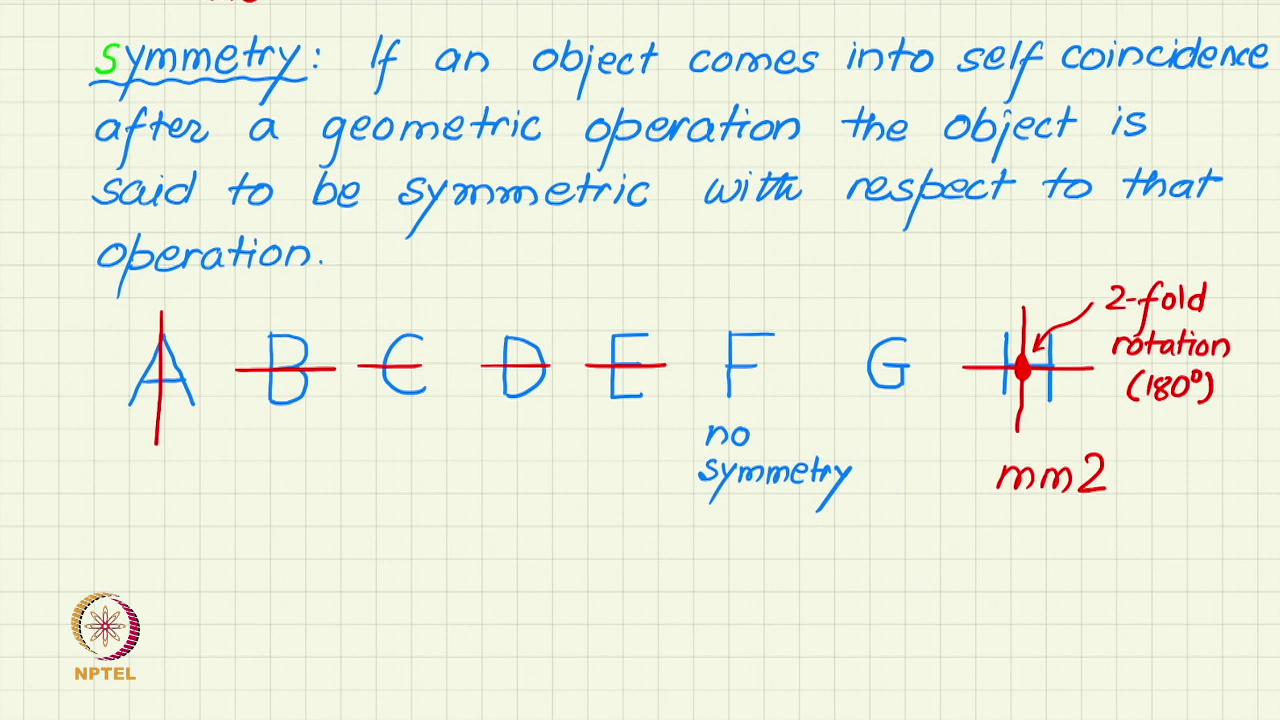 Symmetry: If an object comes into self coincidence
after a geometric operation the object is
said to be symmetric with respect to that
operation.
A B C D E F G H
2-fold
rotation
(180°)
no
symmetry
mm2
NPTEL